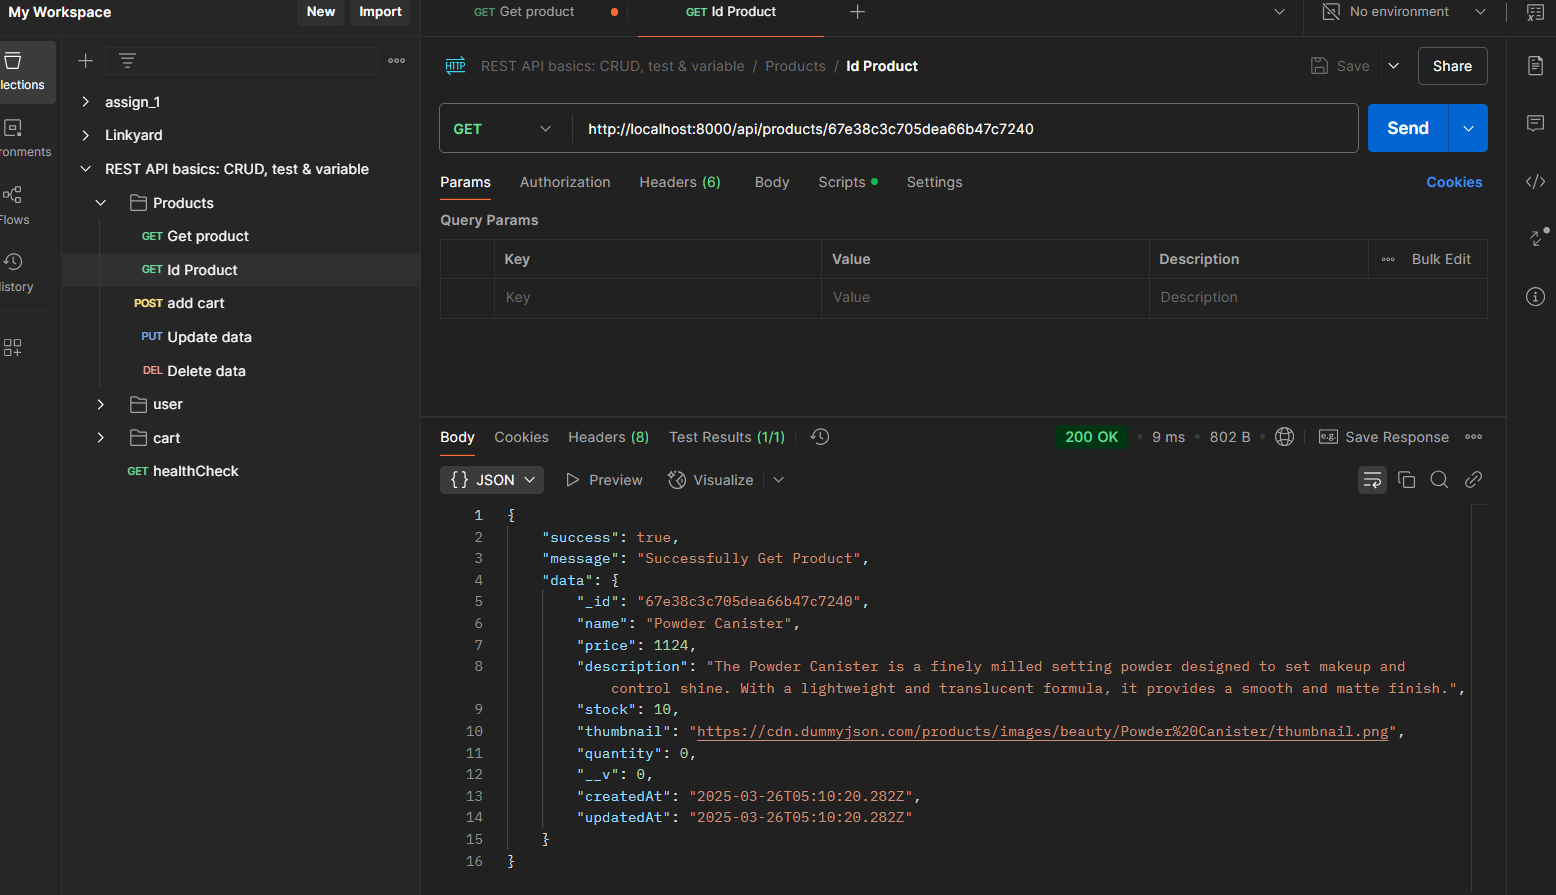 My Workspace
New
Import
GET Get product
GET Id Product
No environment
lections
ronments
Flows
istory
assign_1
Linkyard
REST API basics: CRUD, test & variable
Products
GET Get product
GET Id Product
POST add cart
PUT Update data
DEL Delete data
user
cart
GET healthCheck
HTTP REST API basics: CRUD, test & variable / Products / Id Product
Save
Share
GET
http://localhost:8000/api/products/67e38c3c705dea66b47c7240
Send
Params Authorization Headers (6) Body Scripts Settings
Cookies
Query Params
Key Value Description Bulk Edit
Key Value Description
Body Cookies Headers (8) Test Results (1/1)
200 OK • 9 ms • 802 B • e.g. Save Response
{} JSON Preview Visualize
1 {
2 "success": true,
3 "message": "Successfully Get Product",
4 "data": {
5 "_id": "67e38c3c705dea66b47c7240",
6 "name": "Powder Canister",
7 "price": 1124,
8 "description": "The Powder Canister is a finely milled setting powder designed to set makeup and
control shine. With a lightweight and translucent formula, it provides a smooth and matte finish.",
9 "stock": 10,
10 "thumbnail": "https://cdn.dummyjson.com/products/images/beauty/Powder%20Canister/thumbnail.png",
11 "quantity": 0,
12 "__v": 0,
13 "createdAt": "2025-03-26T05:10:20.282Z",
14 "updatedAt": "2025-03-26T05:10:20.282Z"
15 }
16 }